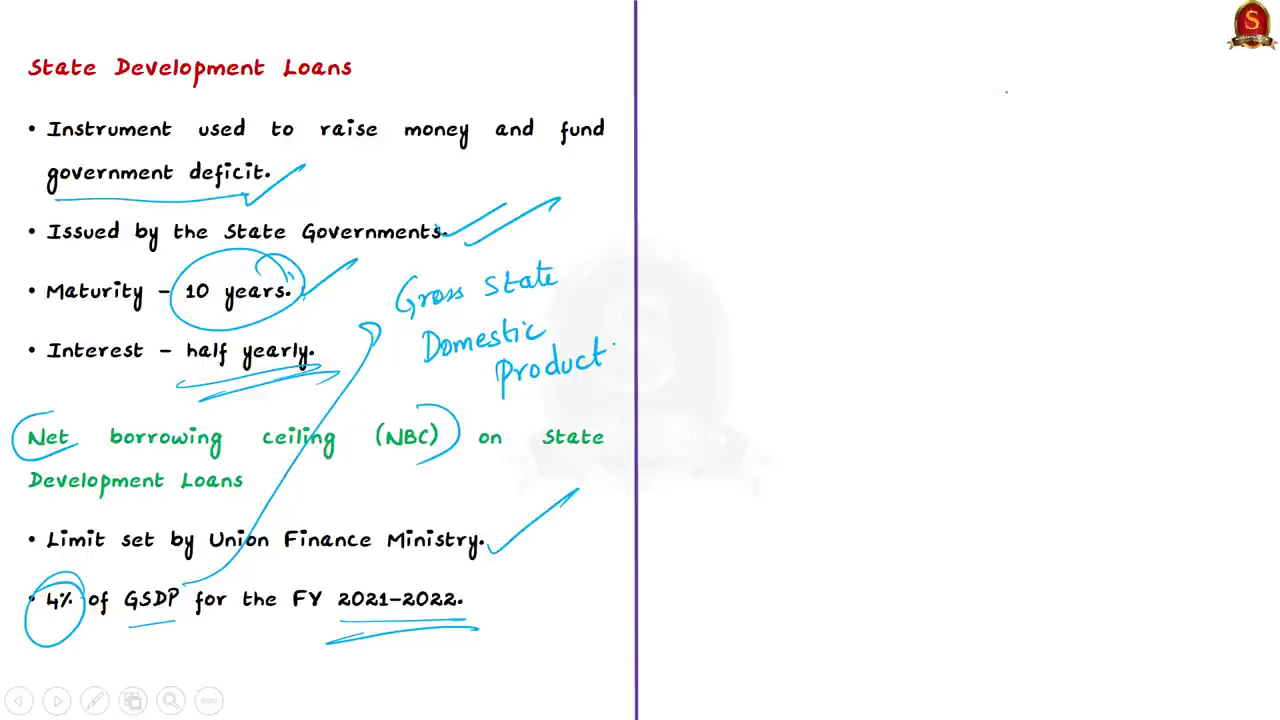 State Development Loans
• Instrument used to raise money and fund
government deficit.
• Issued by the State Governments.
• Maturity – 10 years.
• Interest – half yearly.
Gross State
Domestic
Product
Net borrowing ceiling (NBC) on State
Development Loans
• Limit set by Union Finance Ministry.
• 4% of GSDP for the FY 2021-2022.
S